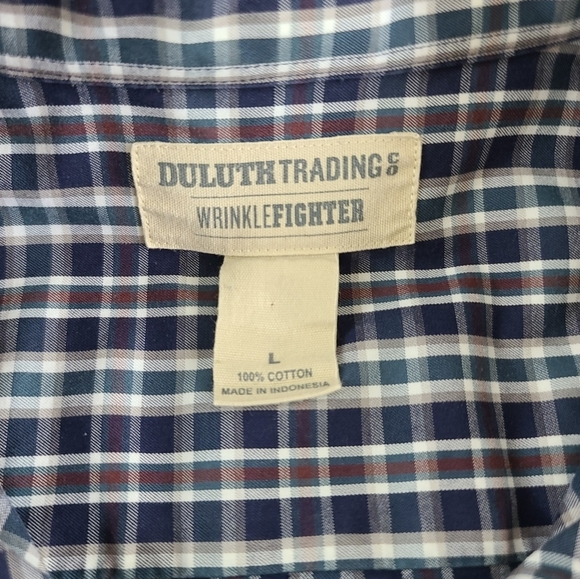 DULUTH TRADING CO
WRINKLEFIGHTER
L
100% COTTON
MADE IN INDONESIA